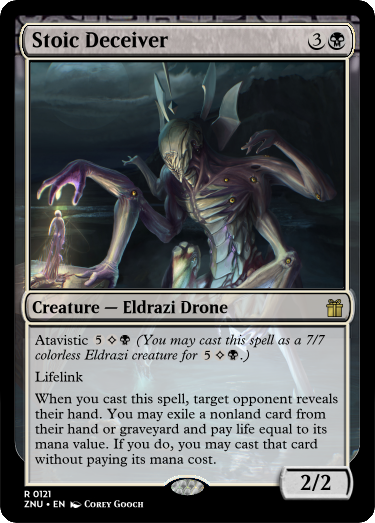 Stoic Deceiver 3
Creature — Eldrazi Drone
Atavistic 5 (You may cast this spell as a 7/7
colorless Eldrazi creature for 5 .)
Lifelink
When you cast this spell, target opponent reveals
their hand. You may exile a nonland card from
their hand or graveyard and pay life equal to its
mana value. If you do, you may cast that card
without paying its mana cost.
2/2
R 0121
ZNU • EN Corey Gooch